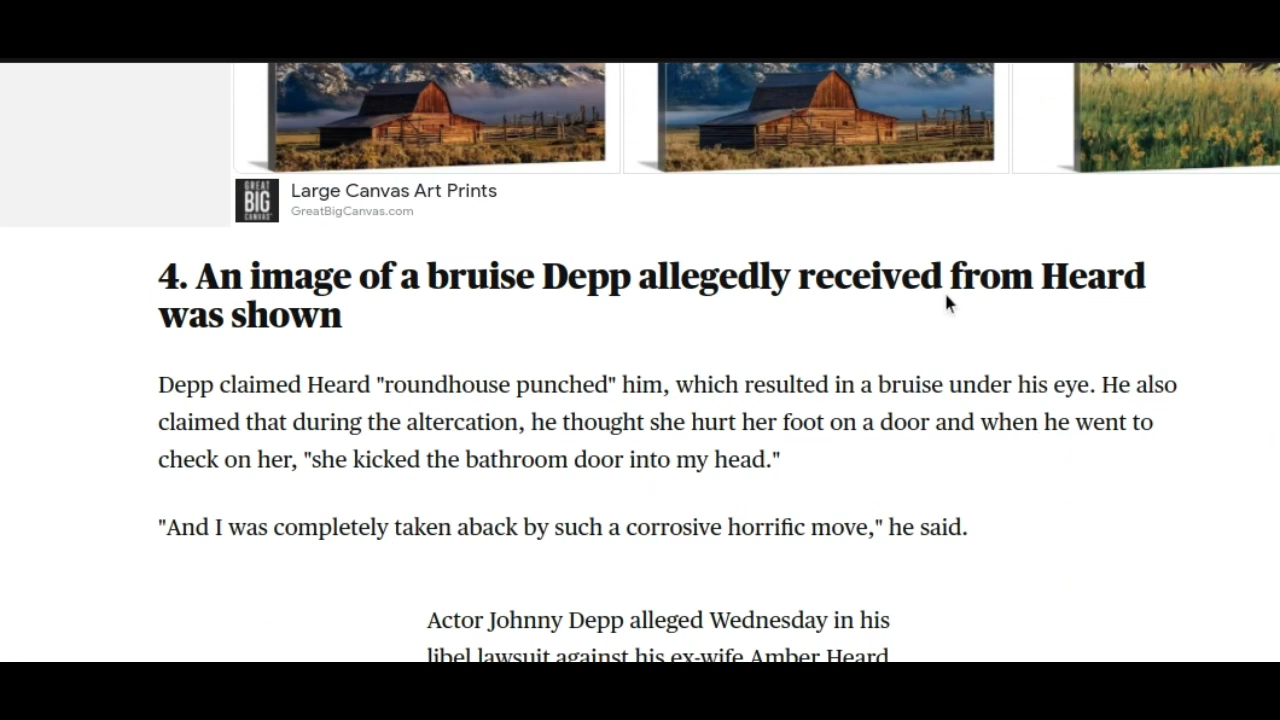 GREAT
BIG
CANVAS
Large Canvas Art Prints
GreatBigCanvas.com
4. An image of a bruise Depp allegedly received from Heard
was shown
Depp claimed Heard "roundhouse punched" him, which resulted in a bruise under his eye. He also
claimed that during the altercation, he thought she hurt her foot on a door and when he went to
check on her, "she kicked the bathroom door into my head."
"And I was completely taken aback by such a corrosive horrific move," he said.
Actor Johnny Depp alleged Wednesday in his
libel lawsuit against his ex-wife Amber Heard